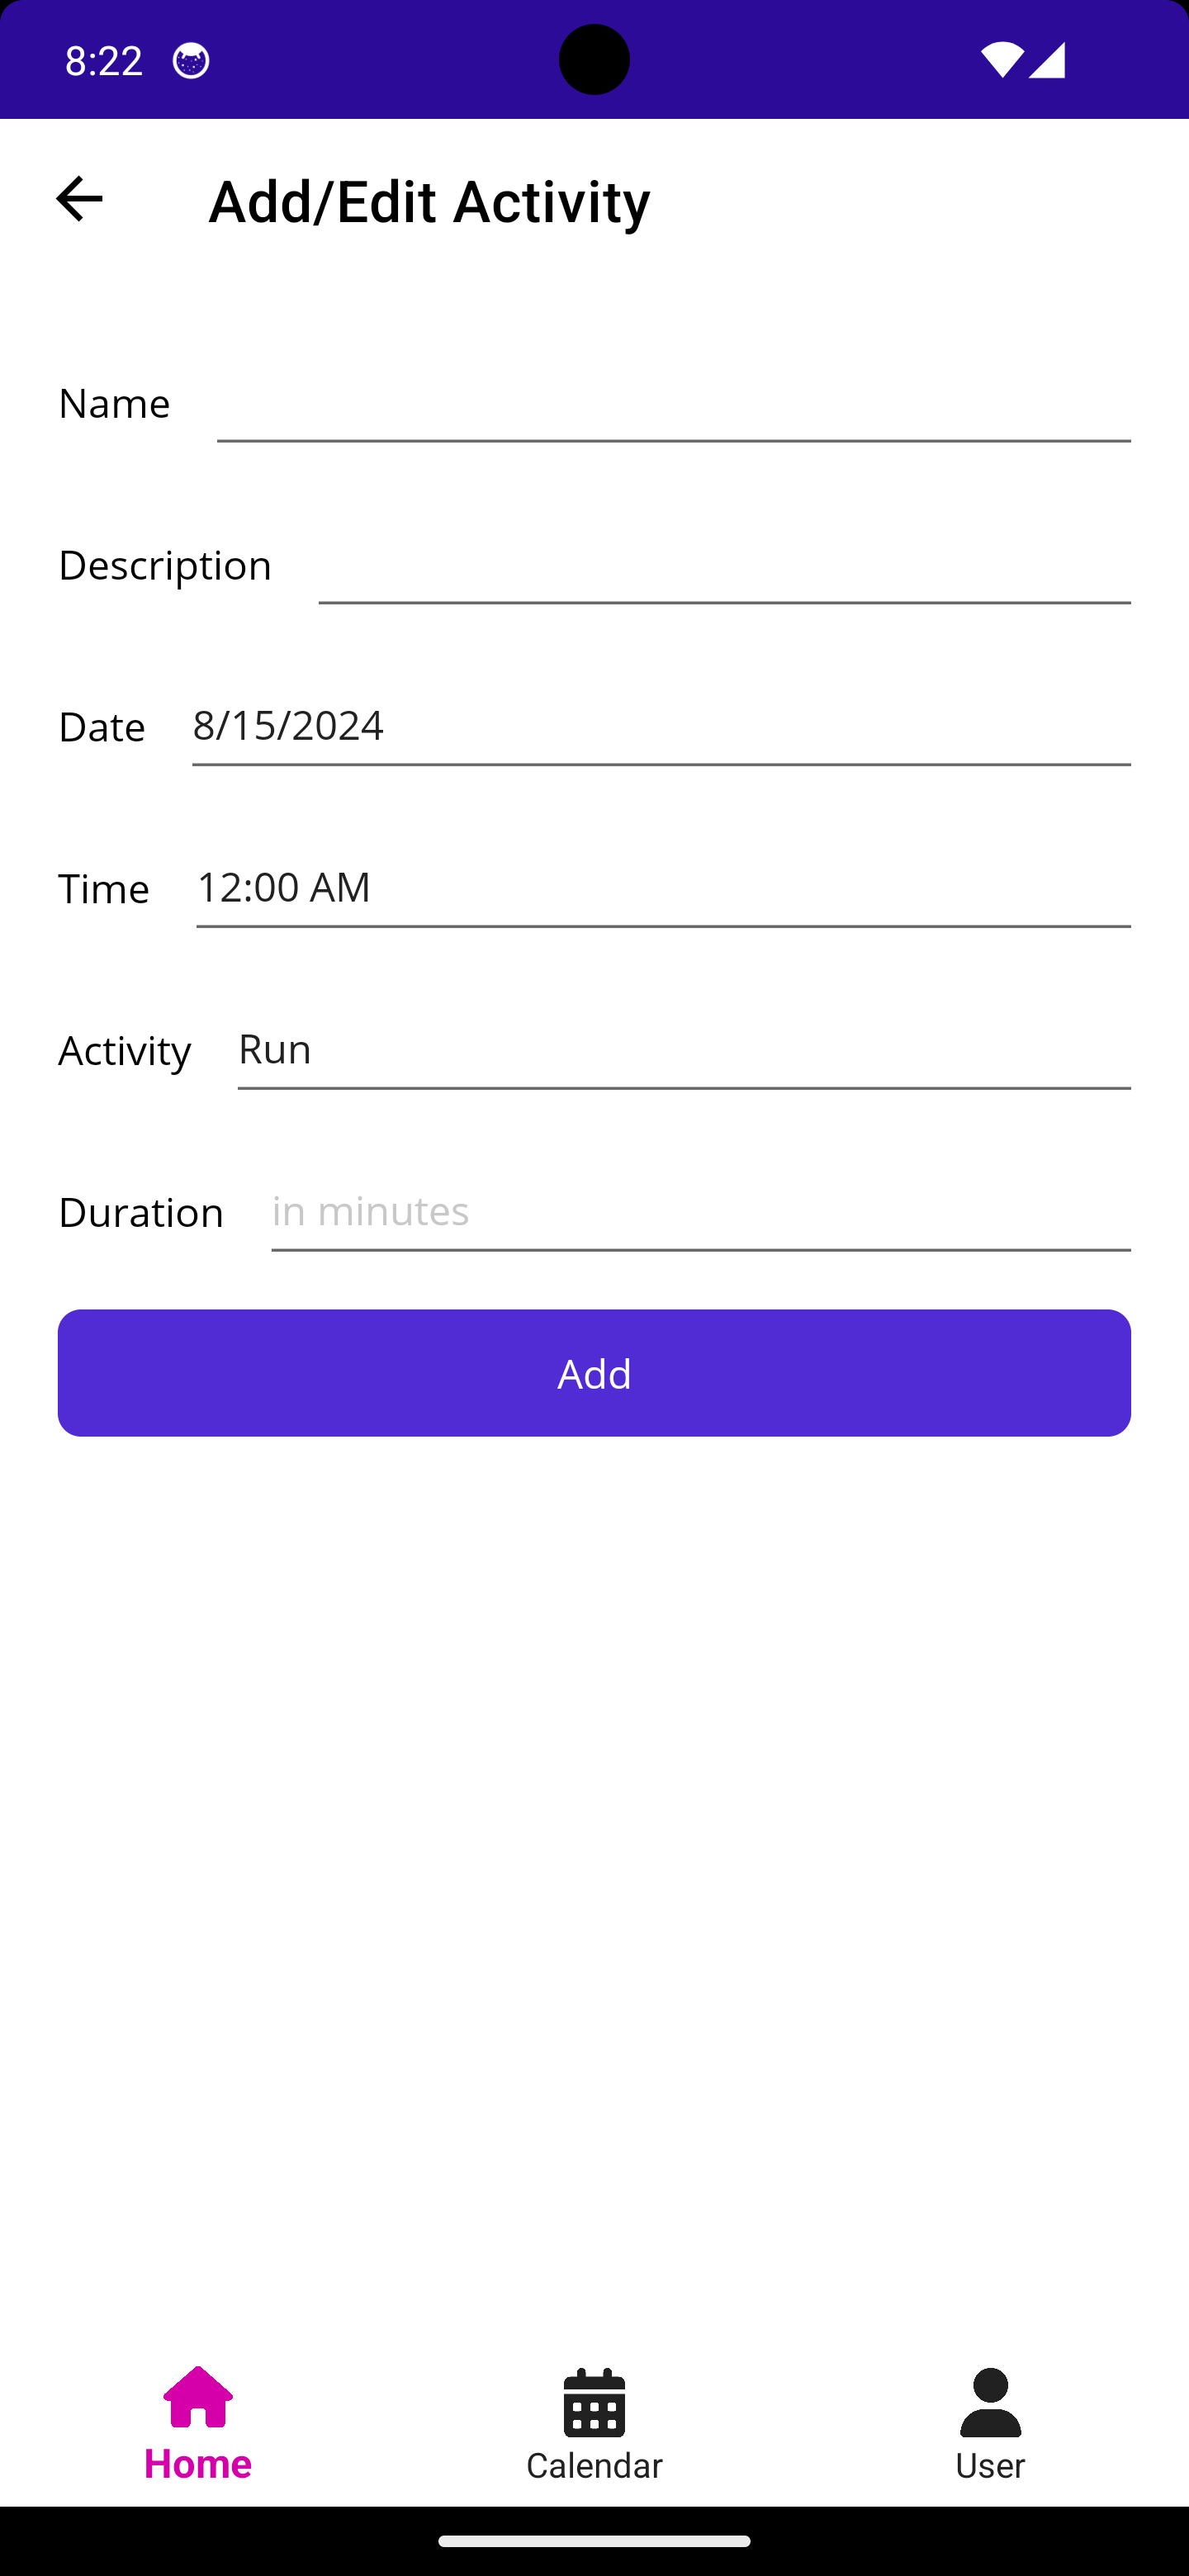 8:22
Add/Edit Activity
Name
Description
Date 8/15/2024
Time 12:00 AM
Activity Run
Duration in minutes
Add
Home Calendar User